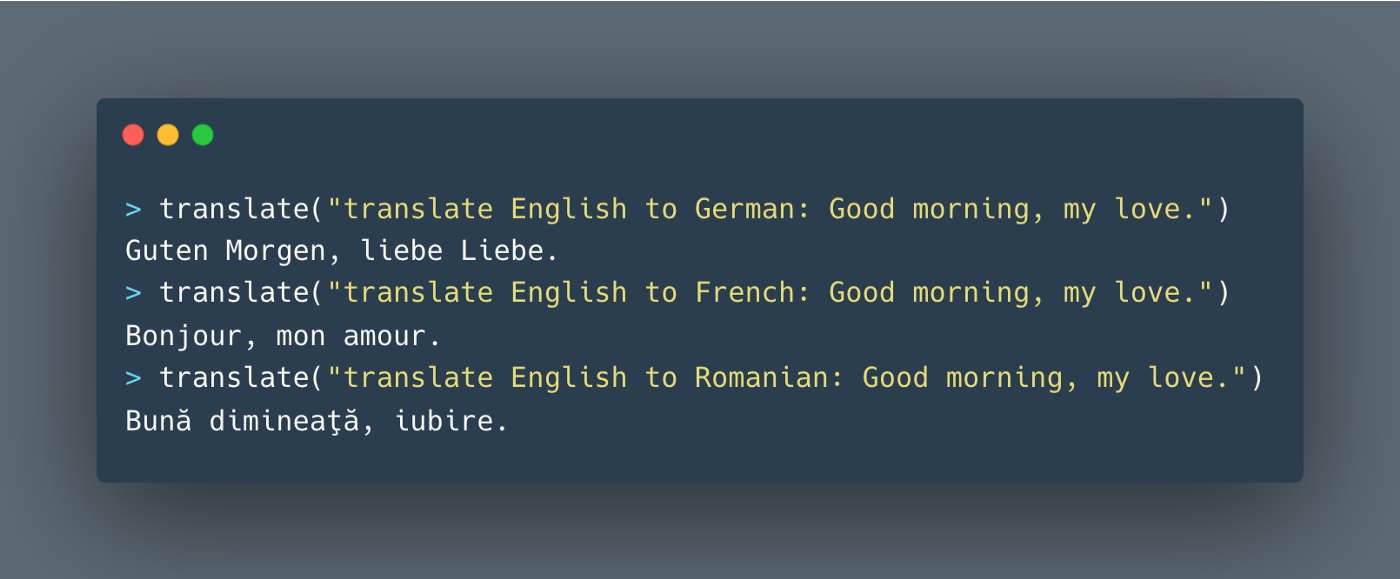 > translate("translate English to German: Good morning, my love.")
Guten Morgen, liebe Liebe.
> translate("translate English to French: Good morning, my love.")
Bonjour, mon amour.
> translate("translate English to Romanian: Good morning, my love.")
Bună dimineaţă, iubire.